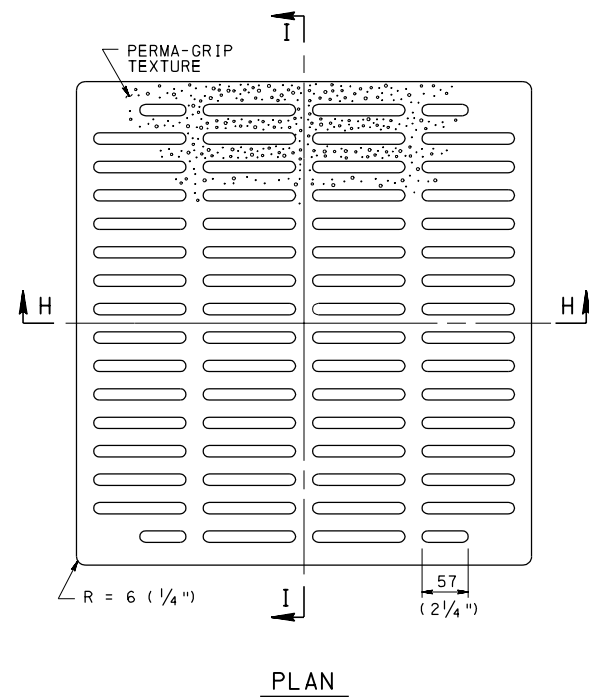 I
PERMA-GRIP
TEXTURE
H H
R = 6 (1/4")
I
57
(2 1/4")
PLAN